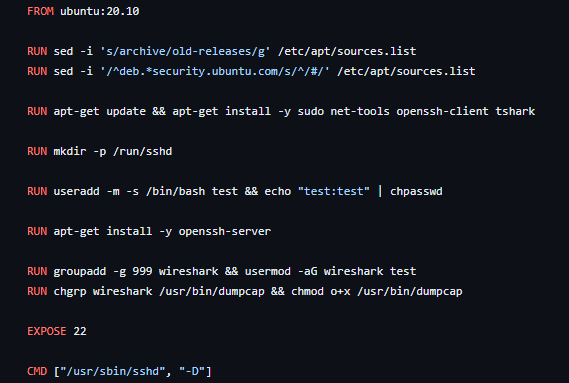 FROM ubuntu:20.10
RUN sed -i 's/archive/old-releases/g' /etc/apt/sources.list
RUN sed -i '/^deb.*security.ubuntu.com/s/^/#/' /etc/apt/sources.list
RUN apt-get update && apt-get install -y sudo net-tools openssh-client tshark
RUN mkdir -p /run/sshd
RUN useradd -m -s /bin/bash test && echo "test:test" | chpasswd
RUN apt-get install -y openssh-server
RUN groupadd -g 999 wireshark && usermod -aG wireshark test
RUN chgrp wireshark /usr/bin/dumpcap && chmod o+x /usr/bin/dumpcap
EXPOSE 22
CMD ["/usr/sbin/sshd", "-D"]